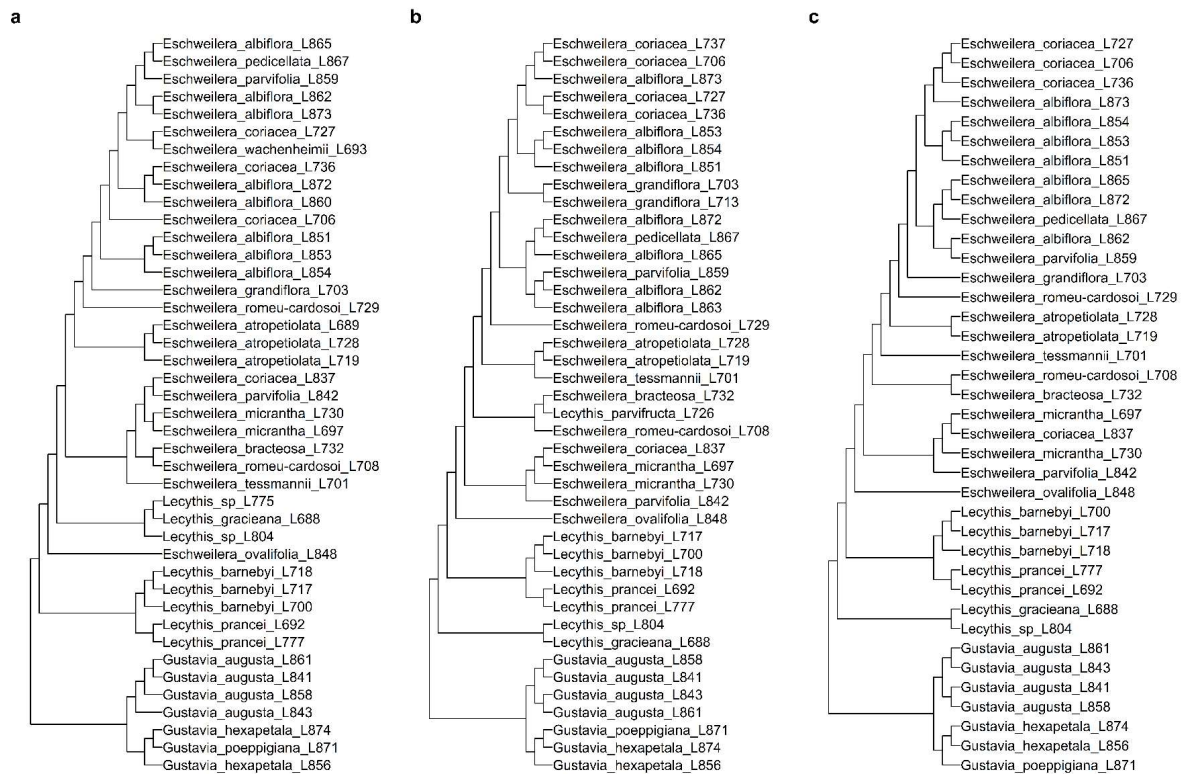 a
Eschweilera_albiflora_L865
Eschweilera_pedicellata_L867
Eschweilera_parvifolia_L859
Eschweilera_albiflora_L862
Eschweilera_albiflora_L873
Eschweilera_coriacea_L727
Eschweilera_wachenheimii_L693
Eschweilera_coriacea_L736
Eschweilera_albiflora_L872
Eschweilera_albiflora_L860
Eschweilera_coriacea_L706
Eschweilera_albiflora_L851
Eschweilera_albiflora_L853
Eschweilera_albiflora_L854
Eschweilera_grandiflora_L703
Eschweilera_romeu-cardosoi_L729
Eschweilera_atropetiolata_L689
Eschweilera_atropetiolata_L728
Eschweilera_atropetiolata_L719
Eschweilera_coriacea_L837
Eschweilera_parvifolia_L842
Eschweilera_micrantha_L730
Eschweilera_micrantha_L697
Eschweilera_bracteosa_L732
Eschweilera_romeu-cardosoi_L708
Eschweilera_tessmannii_L701
Lecythis_sp_L775
Lecythis_gracieana_L688
Lecythis_sp_L804
Eschweilera_ovalifolia_L848
Lecythis_barnebyi_L718
Lecythis_barnebyi_L717
Lecythis_barnebyi_L700
Lecythis_prancei_L692
Lecythis_prancei_L777
Gustavia_augusta_L861
Gustavia_augusta_L841
Gustavia_augusta_L858
Gustavia_augusta_L843
Gustavia_hexapetala_L874
Gustavia_poeppigiana_L871
Gustavia_hexapetala_L856
b
Eschweilera_coriacea_L737
Eschweilera_coriacea_L706
Eschweilera_albiflora_L873
Eschweilera_coriacea_L727
Eschweilera_coriacea_L736
Eschweilera_albiflora_L853
Eschweilera_albiflora_L854
Eschweilera_albiflora_L851
Eschweilera_grandiflora_L703
Eschweilera_grandiflora_L713
Eschweilera_albiflora_L872
Eschweilera_pedicellata_L867
Eschweilera_albiflora_L865
Eschweilera_parvifolia_L859
Eschweilera_albiflora_L862
Eschweilera_albiflora_L863
Eschweilera_romeu-cardosoi_L729
Eschweilera_atropetiolata_L728
Eschweilera_atropetiolata_L719
Eschweilera_tessmannii_L701
Eschweilera_bracteosa_L732
Lecythis_parvifructa_L726
Eschweilera_romeu-cardosoi_L708
Eschweilera_coriacea_L837
Eschweilera_micrantha_L697
Eschweilera_micrantha_L730
Eschweilera_parvifolia_L842
Eschweilera_ovalifolia_L848
Lecythis_barnebyi_L717
Lecythis_barnebyi_L700
Lecythis_barnebyi_L718
Lecythis_prancei_L692
Lecythis_prancei_L777
Lecythis_sp_L804
Lecythis_gracieana_L688
Gustavia_augusta_L858
Gustavia_augusta_L841
Gustavia_augusta_L843
Gustavia_augusta_L861
Gustavia_poeppigiana_L871
Gustavia_hexapetala_L874
Gustavia_hexapetala_L856
c
Eschweilera_coriacea_L727
Eschweilera_coriacea_L706
Eschweilera_coriacea_L736
Eschweilera_albiflora_L873
Eschweilera_albiflora_L854
Eschweilera_albiflora_L853
Eschweilera_albiflora_L851
Eschweilera_albiflora_L865
Eschweilera_albiflora_L872
Eschweilera_pedicellata_L867
Eschweilera_albiflora_L862
Eschweilera_parvifolia_L859
Eschweilera_grandiflora_L703
Eschweilera_romeu-cardosoi_L729
Eschweilera_atropetiolata_L728
Eschweilera_atropetiolata_L719
Eschweilera_tessmannii_L701
Eschweilera_romeu-cardosoi_L708
Eschweilera_bracteosa_L732
Eschweilera_micrantha_L697
Eschweilera_coriacea_L837
Eschweilera_micrantha_L730
Eschweilera_parvifolia_L842
Eschweilera_ovalifolia_L848
Lecythis_barnebyi_L700
Lecythis_barnebyi_L717
Lecythis_barnebyi_L718
Lecythis_prancei_L777
Lecythis_prancei_L692
Lecythis_gracieana_L688
Lecythis_sp_L804
Gustavia_augusta_L861
Gustavia_augusta_L843
Gustavia_augusta_L841
Gustavia_augusta_L858
Gustavia_hexapetala_L874
Gustavia_hexapetala_L856
Gustavia_poeppigiana_L871